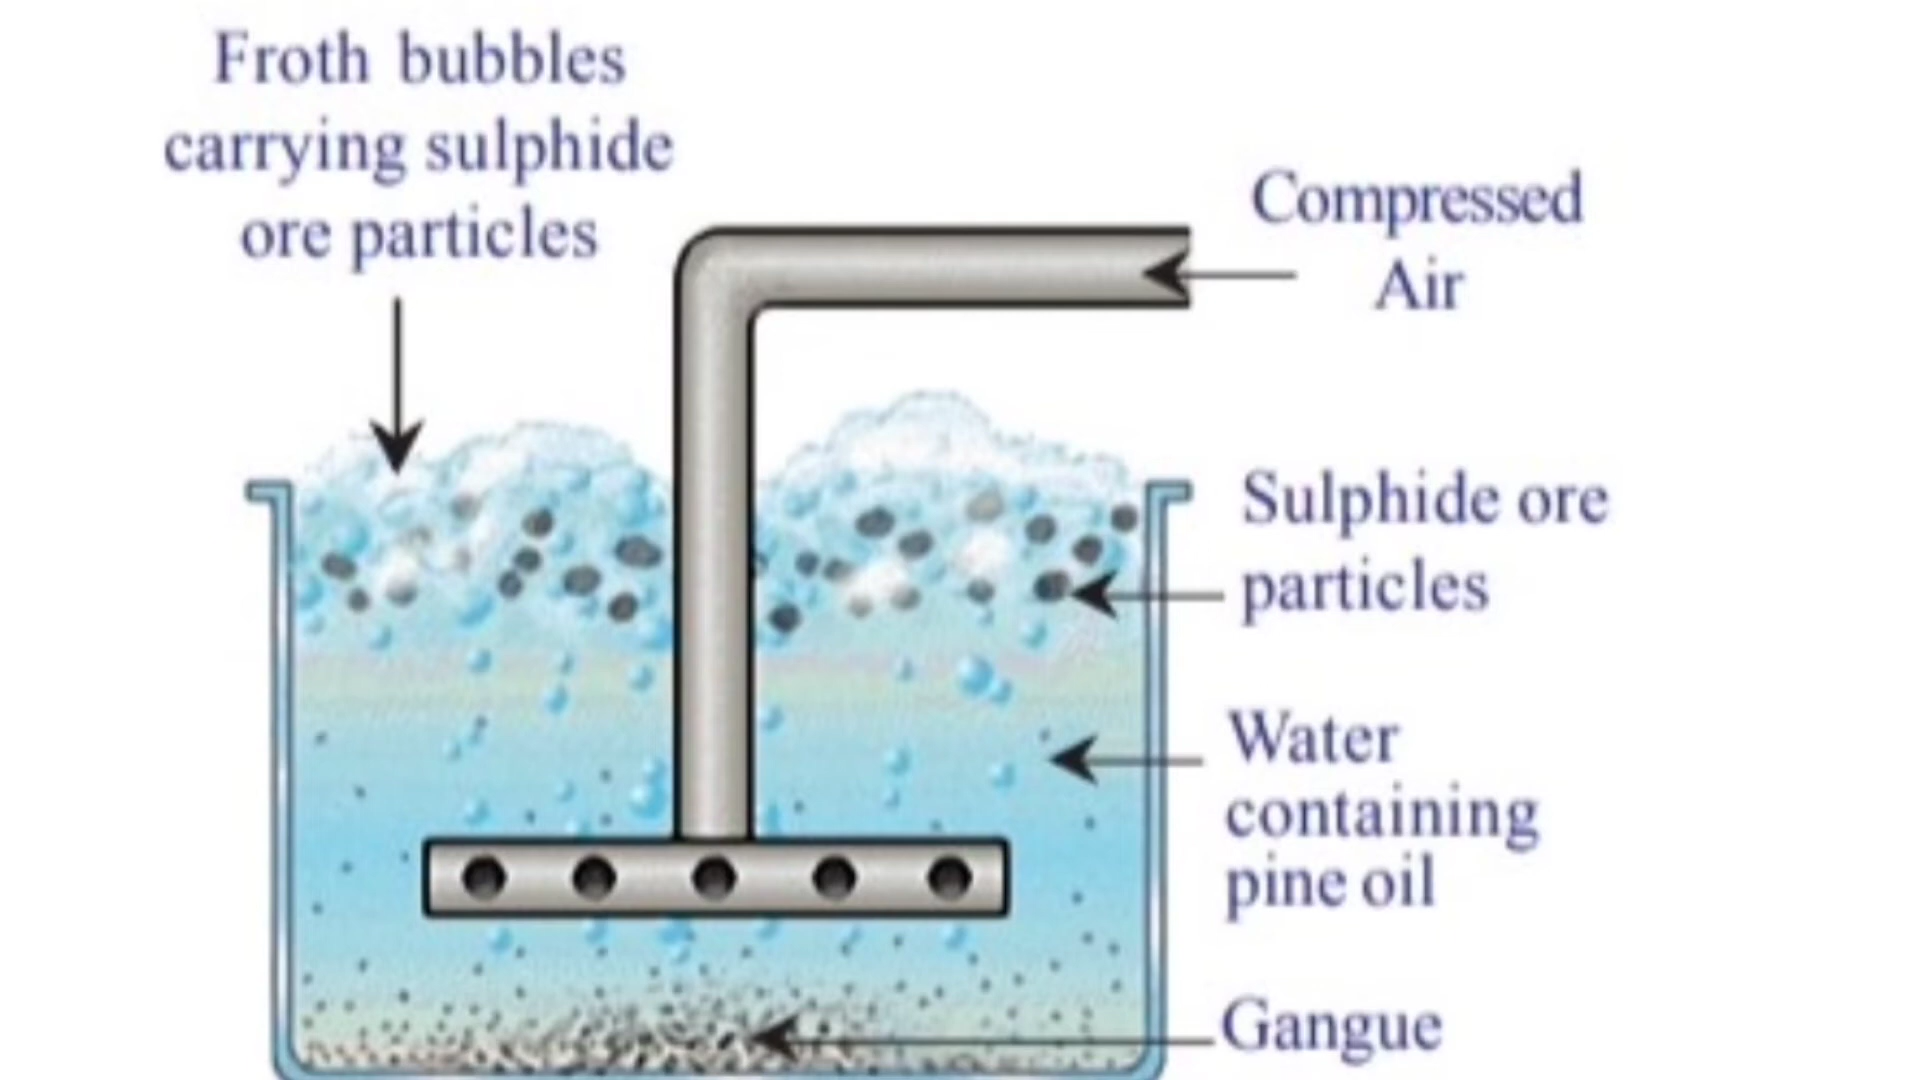 Froth bubbles
carrying sulphide
ore particles
Compressed
Air
Sulphide ore
particles
Water
containing
pine oil
Gangue